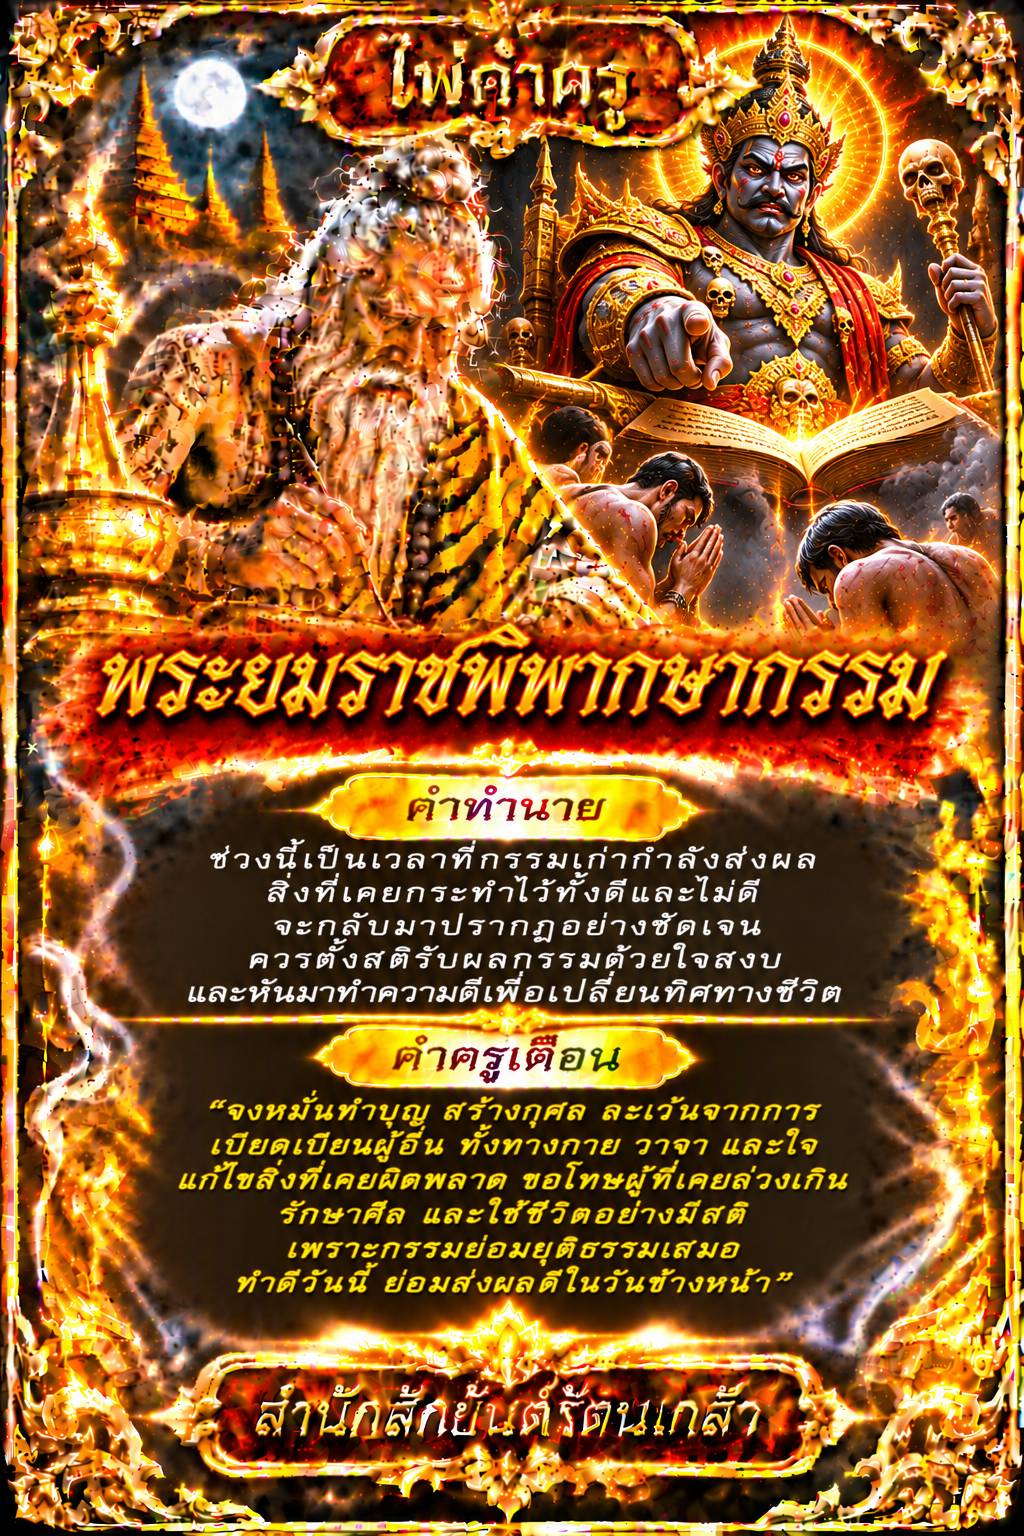 ไพ่คำครู
พระยมราชพิพากษากรรม
คำทำนาย
ช่วงนี้เป็นเวลาที่กรรมเก่ากำลังส่งผล
สิ่งที่เคยกระทำไว้ทั้งดีและไม่ดี
จะกลับมาปรากฏอย่างชัดเจน
ควรตั้งสติรับผลกรรมด้วยใจสงบ
และหันมาทำความดีเพื่อเปลี่ยนทิศทางชีวิต
คำครูเตือน
“จงหมั่นทำบุญ สร้างกุศล ละเว้นจากการ
เบียดเบียนผู้อื่น ทั้งทางกาย วาจา และใจ
แก้ไขสิ่งที่เคยผิดพลาด ขอโทษผู้ที่เคยล่วงเกิน
รักษาศีล และใช้ชีวิตอย่างมีสติ
เพราะกรรมย่อมยุติธรรมเสมอ
ทำดีวันนี้ ย่อมส่งผลดีในวันข้างหน้า”
สำนักสักยันต์รัตนเกล้า